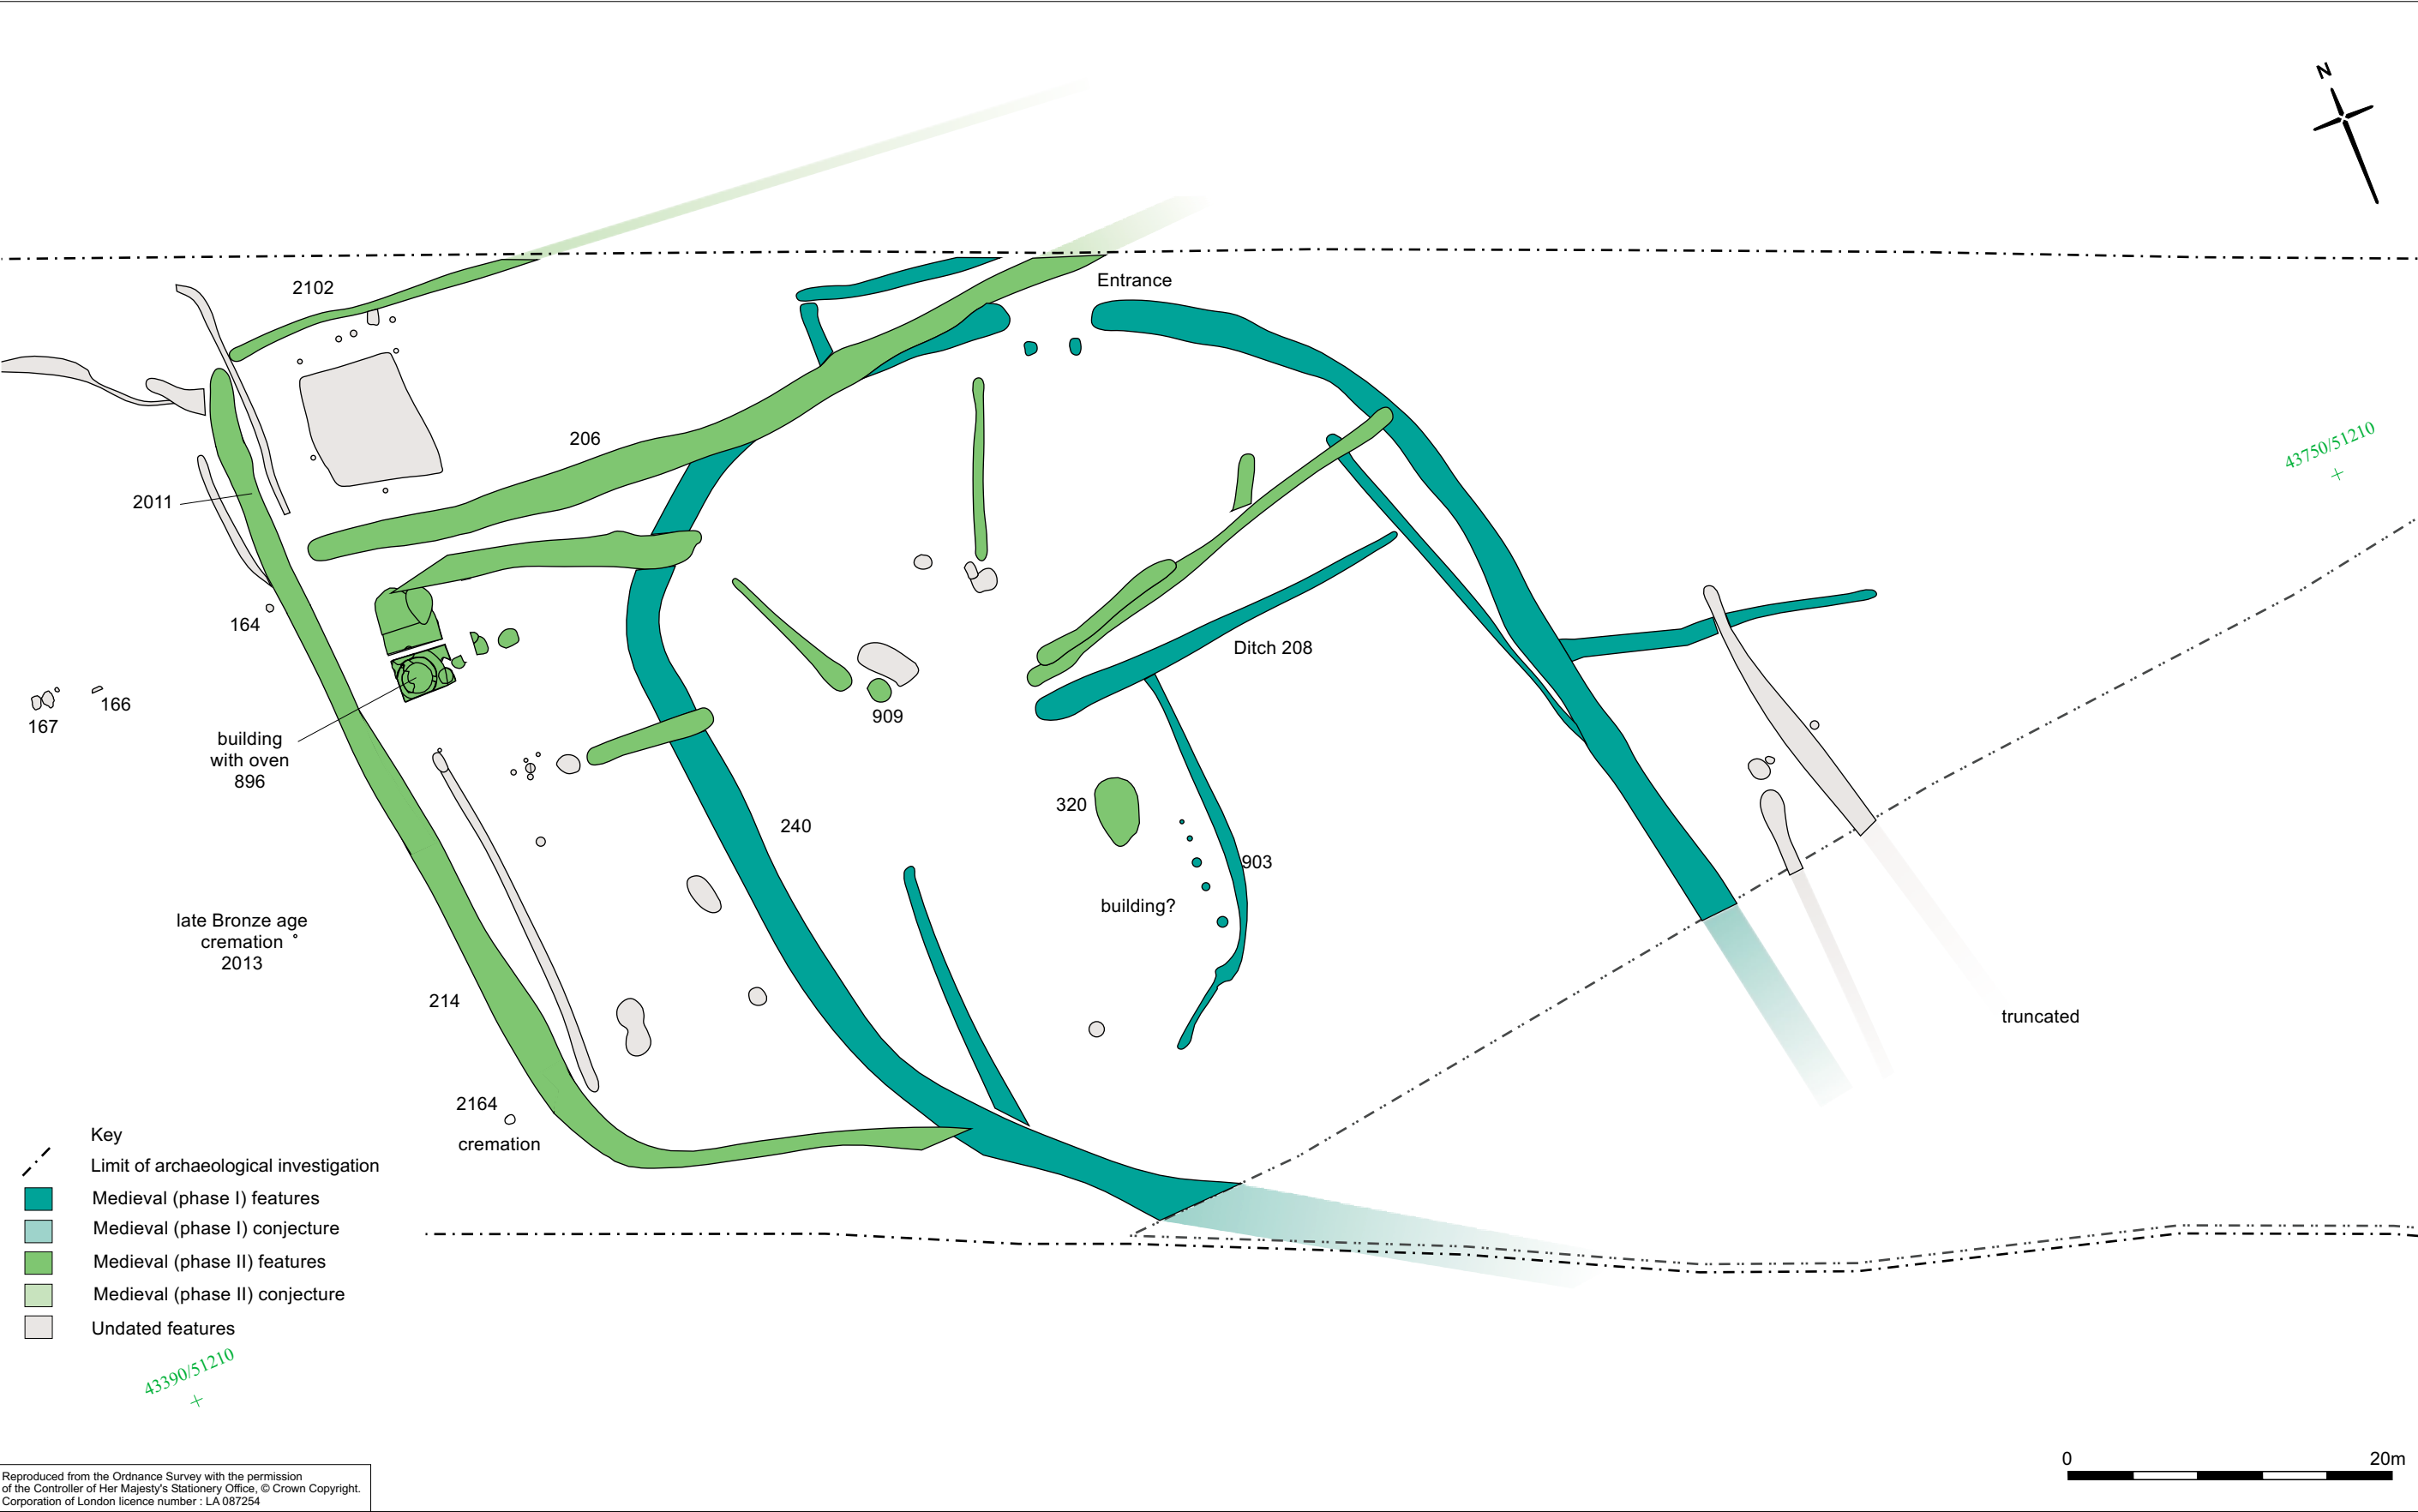 N
Entrance
2102
206
43750/51210
2011
164
Ditch 208
166
167
909
building
with oven
896
320
240
903
building?
late Bronze age
cremation
2013
214
truncated
2164
cremation
Key
Limit of archaeological investigation
Medieval (phase I) features
Medieval (phase I) conjecture
Medieval (phase II) features
Medieval (phase II) conjecture
Undated features
43390/51210
0 20m
Reproduced from the Ordnance Survey with the permission
of the Controller of Her Majesty's Stationery Office, © Crown Copyright.
Corporation of London licence number : LA 087254